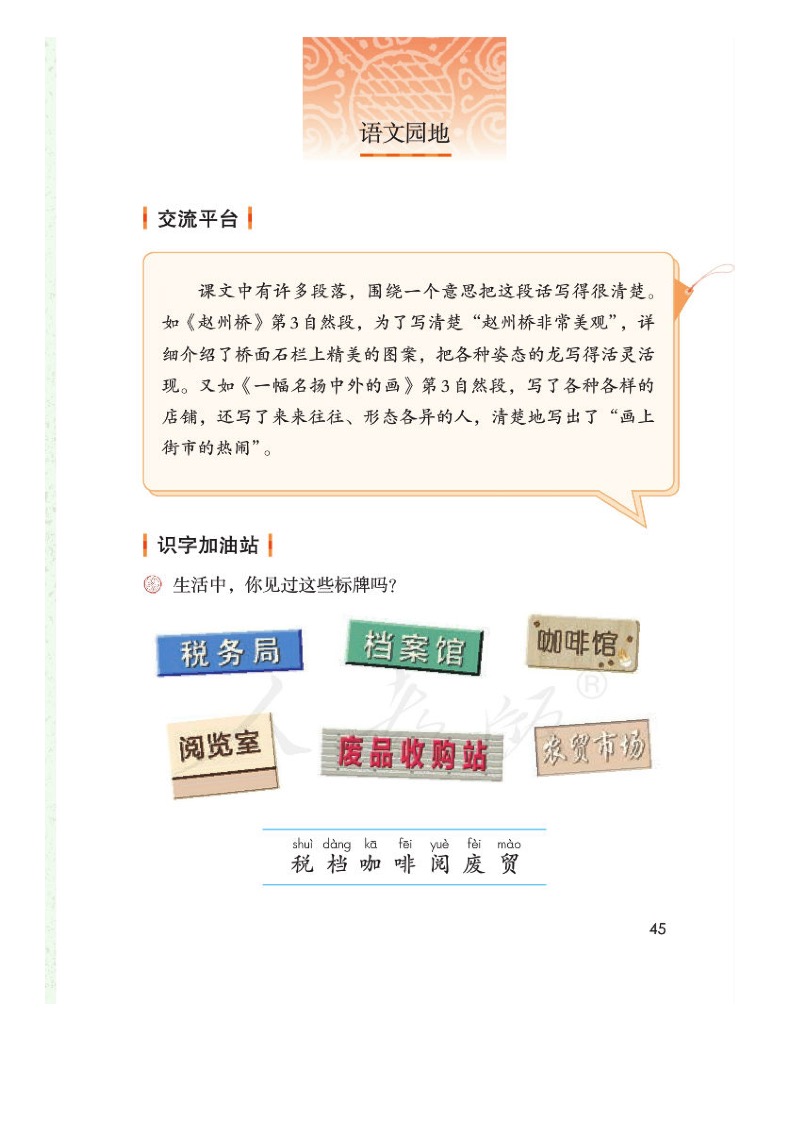 语文园地
交流平台
课文中有许多段落，围绕一个意思把这段话写得很清楚。
如《赵州桥》第3自然段，为了写清楚“赵州桥非常美观”，详
细介绍了桥面石栏上精美的图案，把各种姿态的龙写得活灵活
现。又如《一幅名扬中外的画》第3自然段，写了各种各样的
店铺，还写了来来往往、形态各异的人，清楚地写出了“画上
街市的热闹”。
识字加油站
生活中，你见过这些标牌吗？
税务局 档案馆 咖啡馆
人教版®
阅览室 废品收购站 农贸市场
shuì dàng kā fēi yuè fèi mào
税 档 咖 啡 阅 废 贸
45